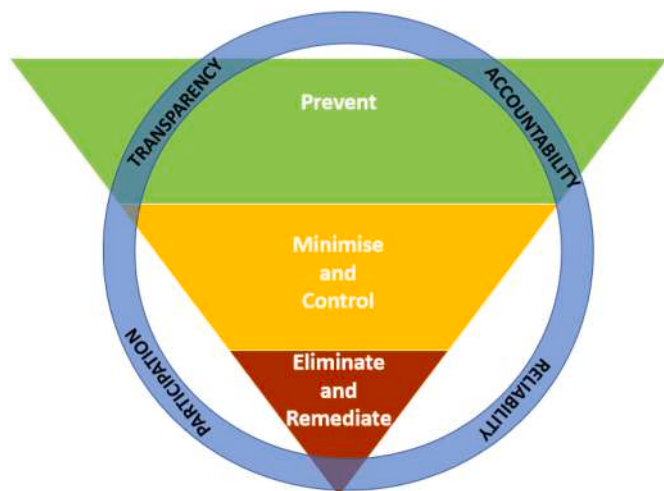 TRANSPARENCY
ACCOUNTABILITY
Prevent
Minimise
and
Control
Eliminate
and
Remediate
PARTICIPATION
RELIABILITY